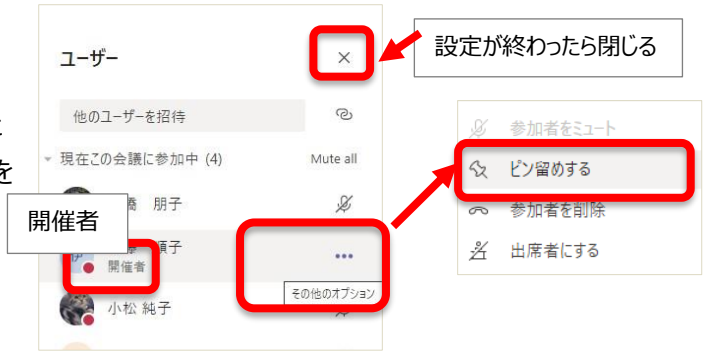 ユーザー
設定が終わったら閉じる
他のユーザーを招待
現在この会議に参加中 (4)
Mute all
を
朋子
開催者
順子
開催者
その他のオプション
小松 純子
参加者をミュート
ピン留めする
参加者を削除
出席者にする